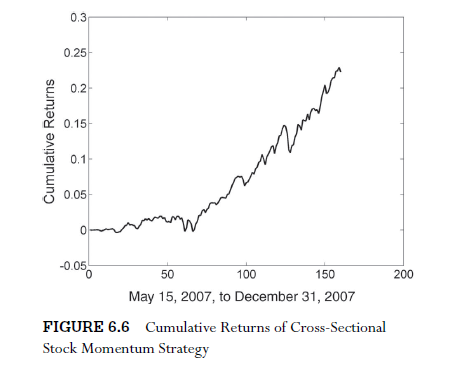 0.3
0.25
0.2
0.15
0.1
0.05
0
-0.05
Cumulative Returns
0 50 100 150 200
May 15, 2007, to December 31, 2007
FIGURE 6.6 Cumulative Returns of Cross-Sectional
Stock Momentum Strategy